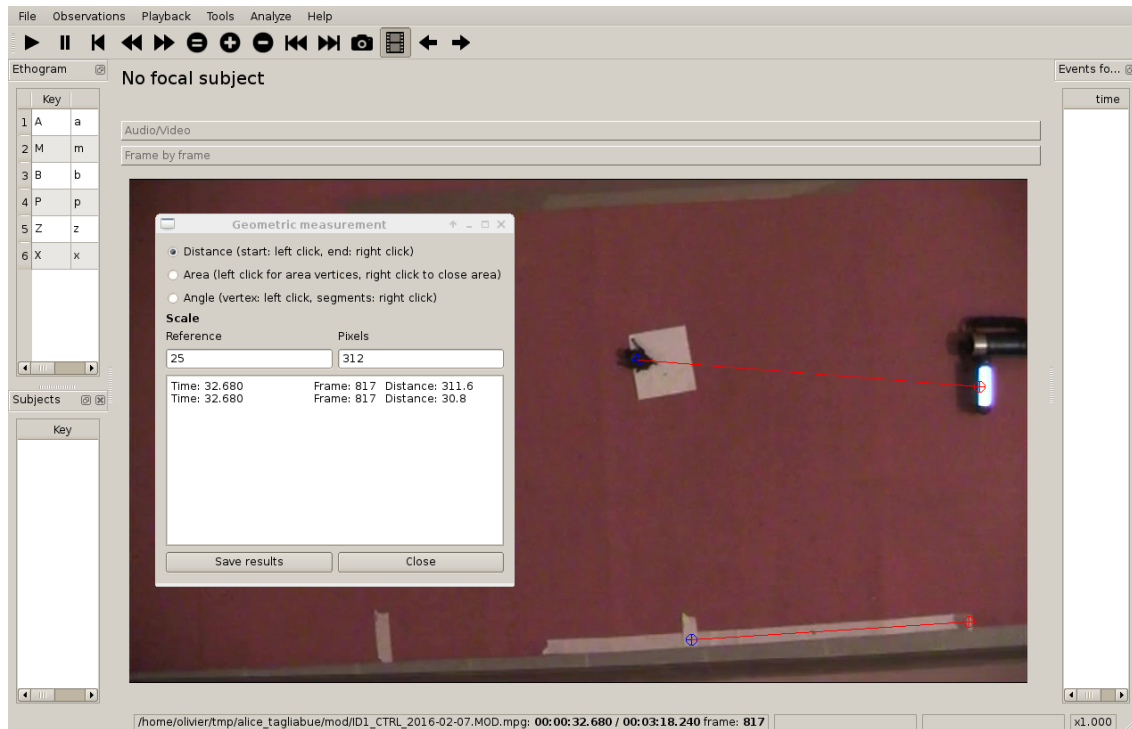 File Observations Playback Tools Analyze Help
Ethogram
No focal subject
Events fo...
Key
time
1 A a
2 M m
3 B b
4 P p
5 Z z
6 X x
Audio/Video
Frame by frame
Geometric measurement
Distance (start: left click, end: right click)
Area (left click for area vertices, right click to close area)
Angle (vertex: left click, segments: right click)
Scale
Reference Pixels
25 312
Time: 32.680 Frame: 817 Distance: 311.6
Time: 32.680 Frame: 817 Distance: 30.8
Save results Close
Subjects
Key
/home/olivier/tmp/alice_tagliabue/mod/ID1_CTRL_2016-02-07.MOD.mpg: 00:00:32.680 / 00:03:18.240 frame: 817
x1.000